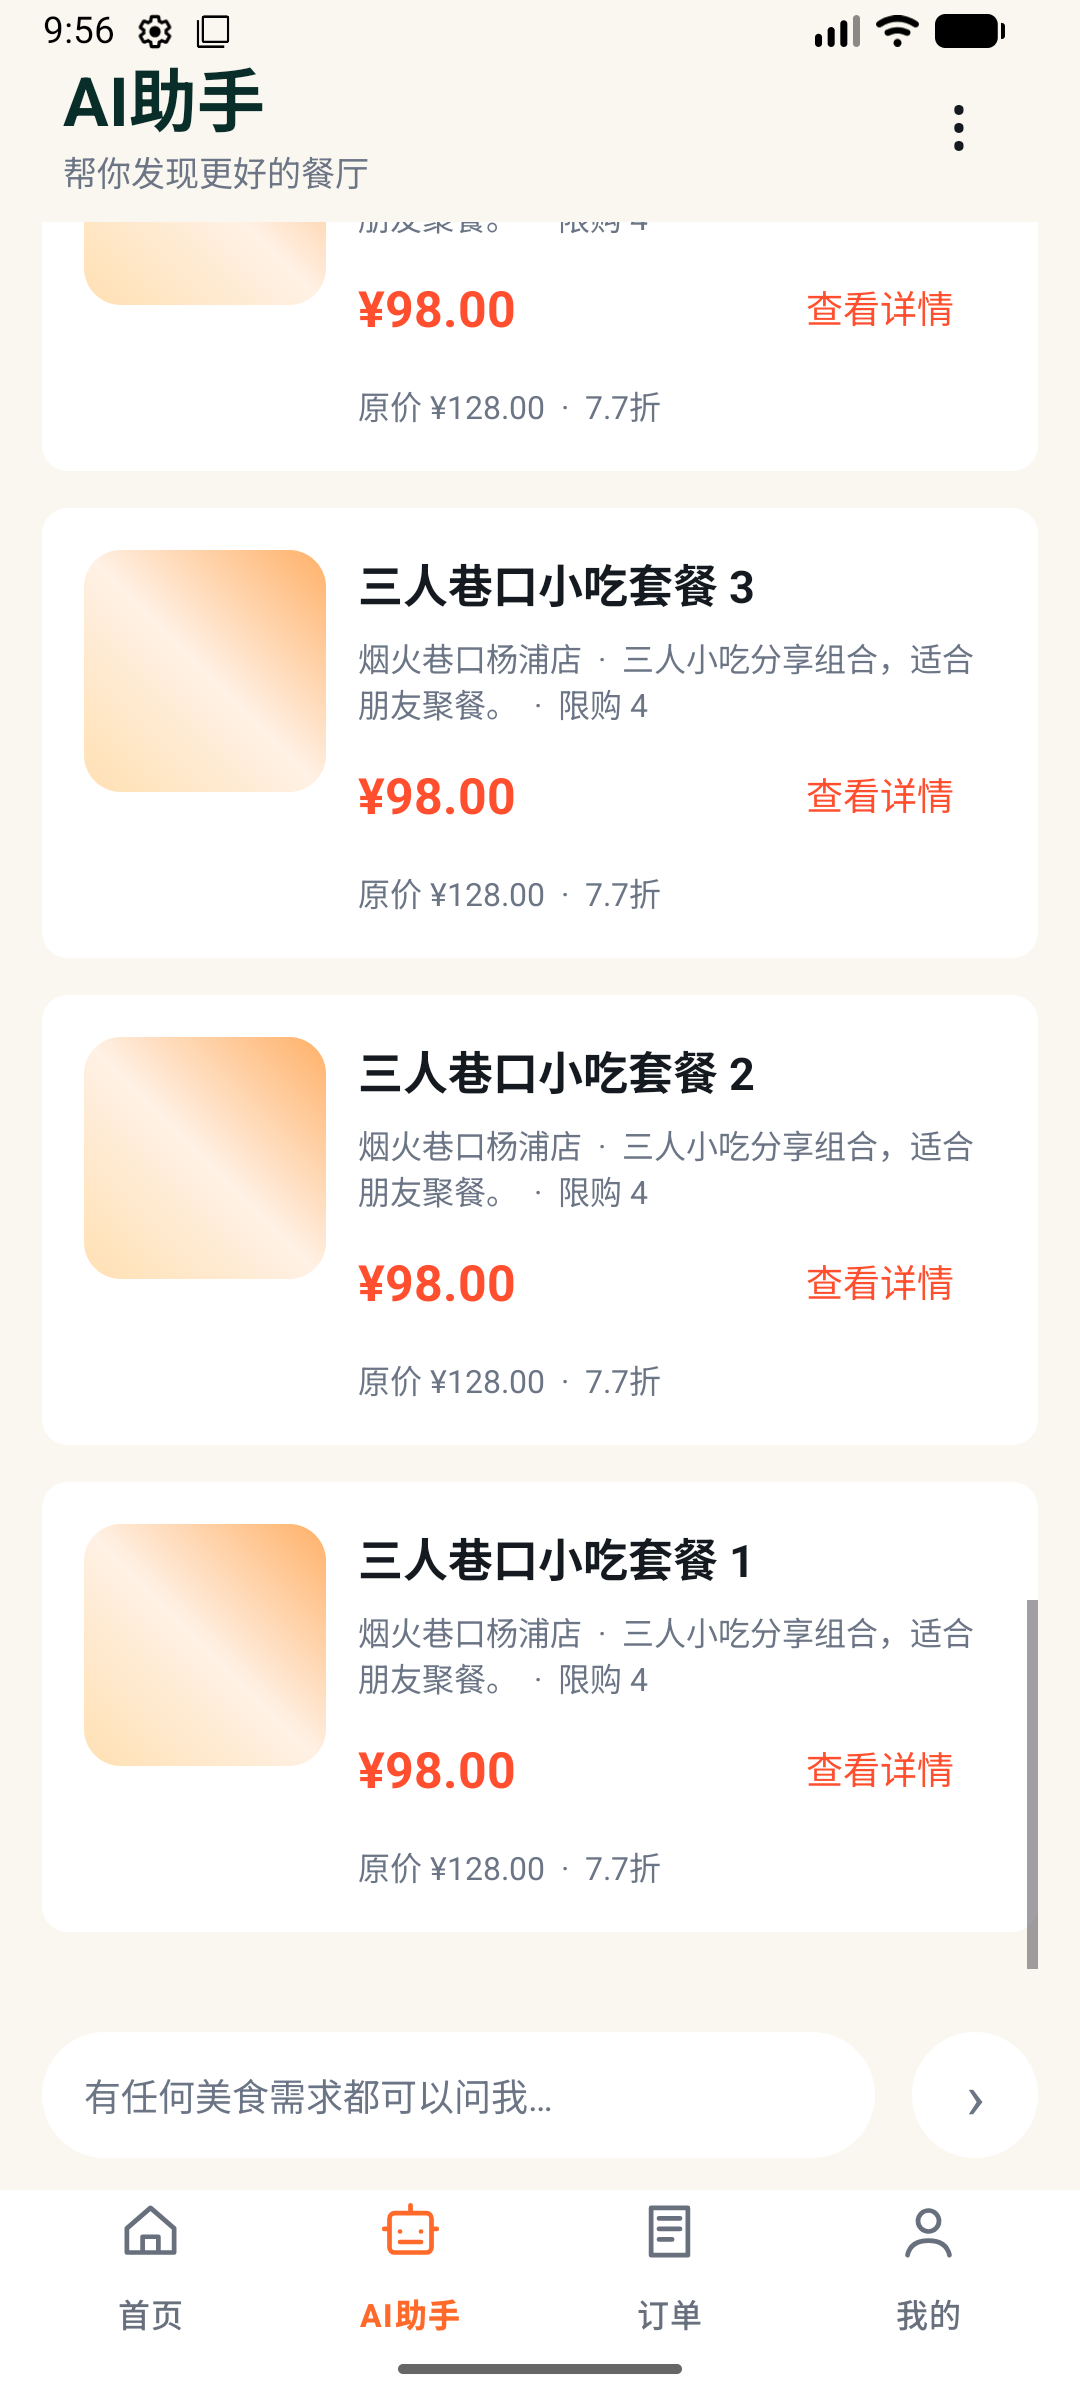 9:56
AI助手
帮你发现更好的餐厅
朋友聚餐。 限购 4
¥98.00 查看详情
原价 ¥128.00 · 7.7折
三人巷口小吃套餐 3
烟火巷口杨浦店 · 三人小吃分享组合，适合
朋友聚餐。 · 限购 4
¥98.00 查看详情
原价 ¥128.00 · 7.7折
三人巷口小吃套餐 2
烟火巷口杨浦店 · 三人小吃分享组合，适合
朋友聚餐。 · 限购 4
¥98.00 查看详情
原价 ¥128.00 · 7.7折
三人巷口小吃套餐 1
烟火巷口杨浦店 · 三人小吃分享组合，适合
朋友聚餐。 · 限购 4
¥98.00 查看详情
原价 ¥128.00 · 7.7折
有任何美食需求都可以问我... ›
首页 AI助手 订单 我的